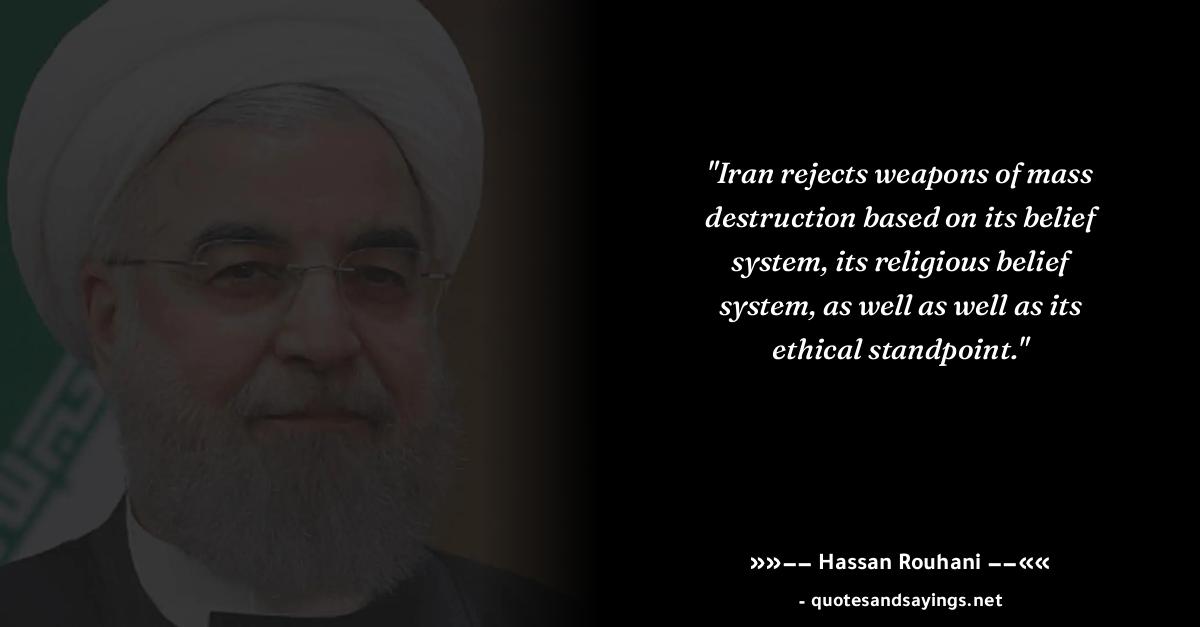 "Iran rejects weapons of mass
destruction based on its belief
system, its religious belief
system, as well as well as its
ethical standpoint."
»»−− Hassan Rouhani −−««
- quotesandsayings.net